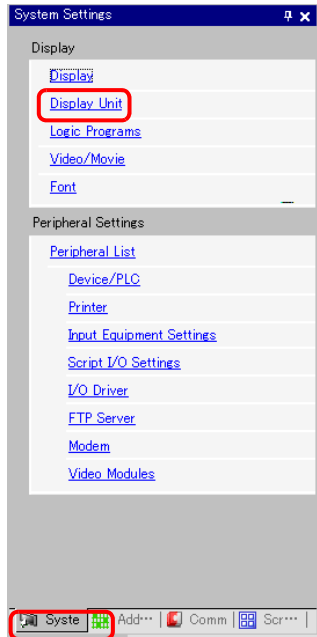 System Settings
Display
Display
Display Unit
Logic Programs
Video/Movie
Font
Peripheral Settings
Peripheral List
Device/PLC
Printer
Input Equipment Settings
Script I/O Settings
I/O Driver
FTP Server
Modem
Video Modules
Syste Add··· Comm Scr···